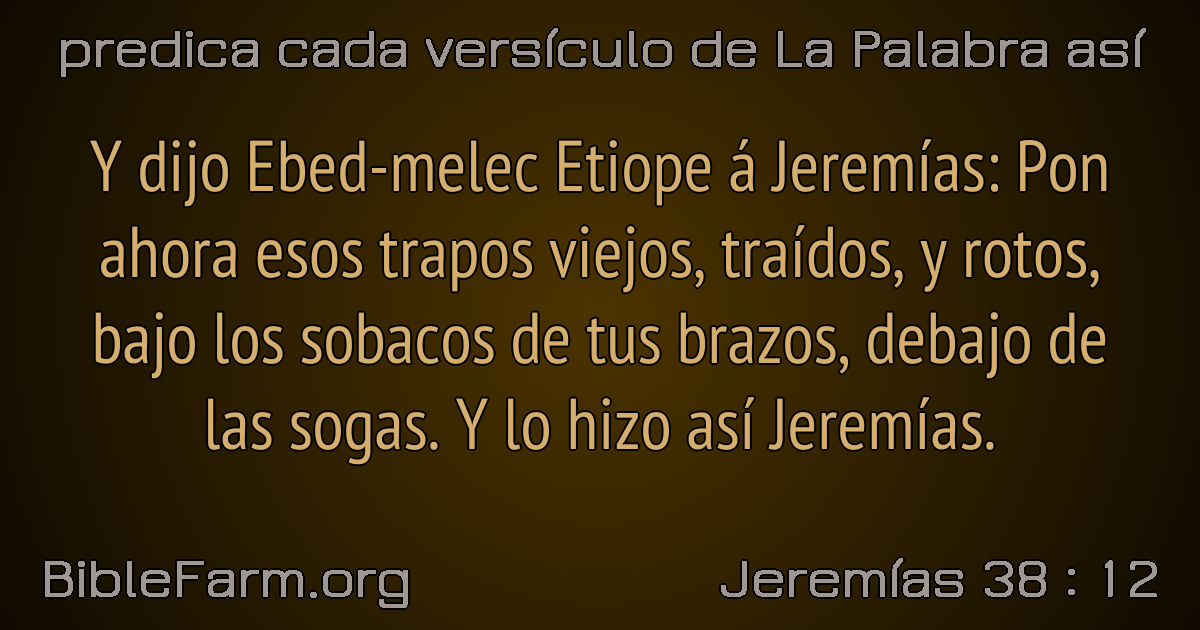 predica cada versículo de La Palabra así
Y dijo Ebed-melec Etiope á Jeremías: Pon
ahora esos trapos viejos, traídos, y rotos,
bajo los sobacos de tus brazos, debajo de
las sogas. Y lo hizo así Jeremías.
BibleFarm.org
Jeremías 38 : 12